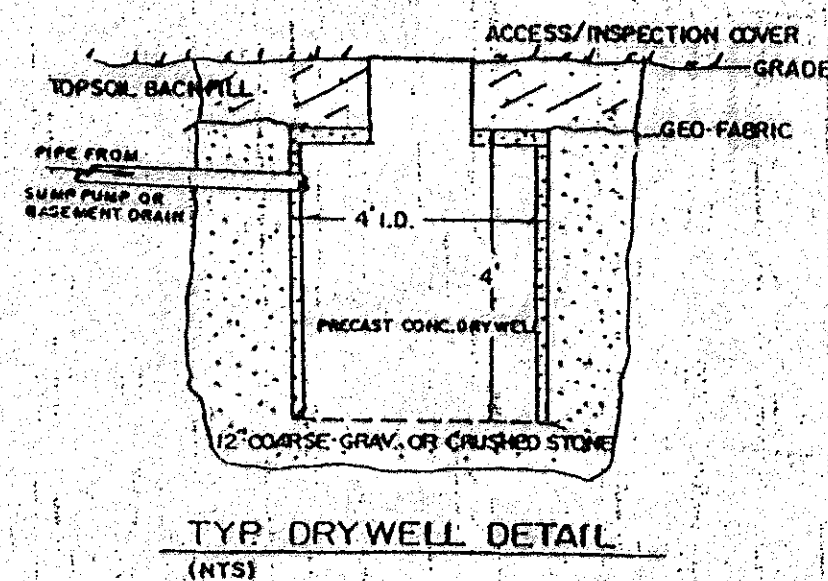 ACCESS/INSPECTION COVER
GRADE
TOPSOIL BACKFILL
GEO-FABRIC
PIPE FROM
SUMP PUMP OR
BASEMENT DRAIN
4' I.D.
4'
PRECAST CONC. DRYWELL
12" COARSE GRAV. OR CRUSHED STONE
TYP. DRYWELL DETAIL
(NTS)